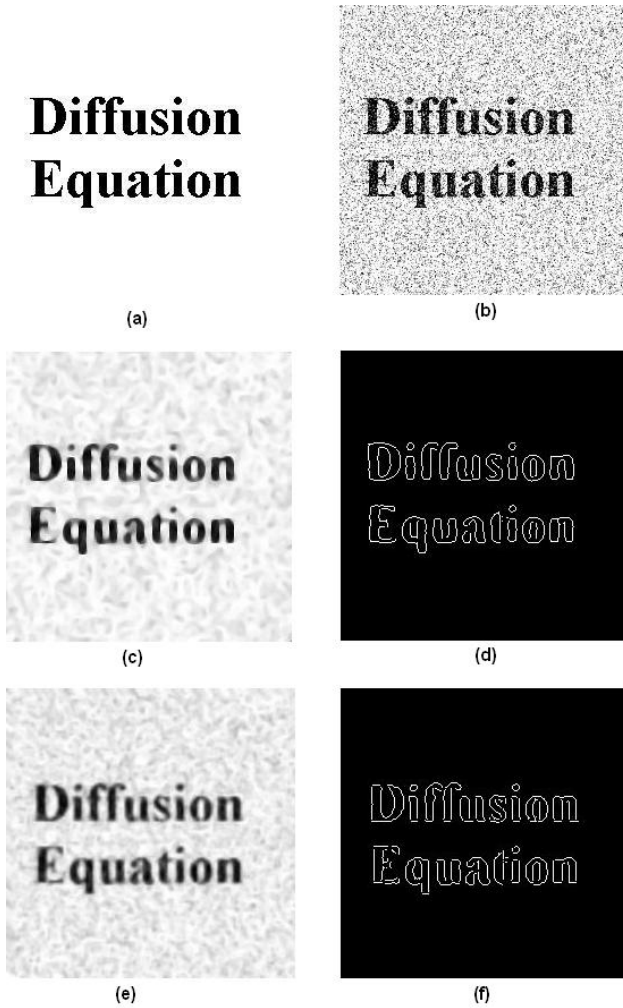 Diffusion
Equation
(a)
Diffusion
Equation
(b)
Diffusion
Equation
(c)
Diffusion
Equation
(d)
Diffusion
Equation
(e)
Diffusion
Equation
(f)